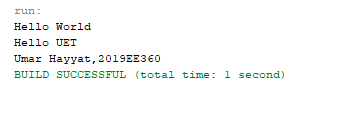 run:
Hello World
Hello UET
Umar Hayyat,2019EE360
BUILD SUCCESSFUL (total time: 1 second)